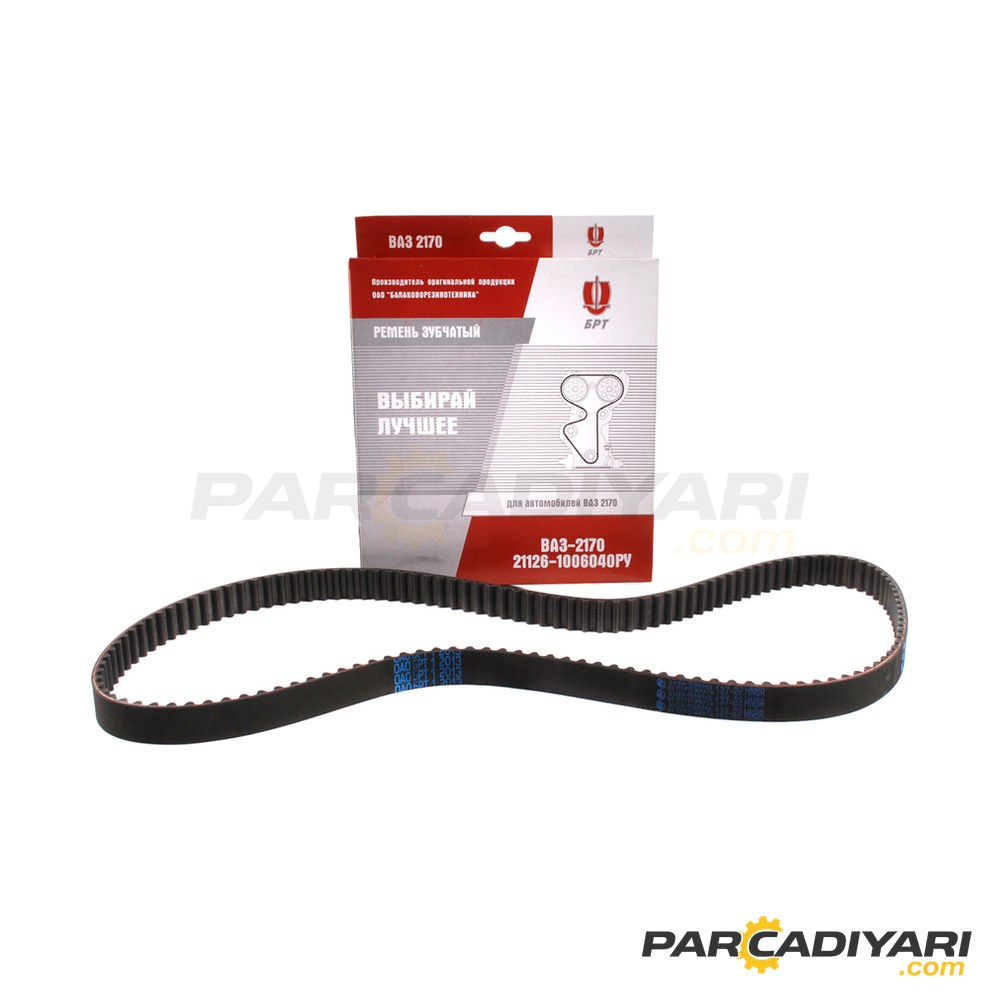 ВАЗ 2170
БРТ
Производитель оригинальной продукции
ОАО "БАЛАКОВОРЕЗИНОТЕХНИКА"
БРТ
РЕМЕНЬ ЗУБЧАТЫЙ
ВЫБИРАЙ
ЛУЧШЕЕ
для автомобилей ВАЗ 2170
ВАЗ-2170
21126-1006040РУ
PARCADIYARI
.com
PARCADIYARI
.com